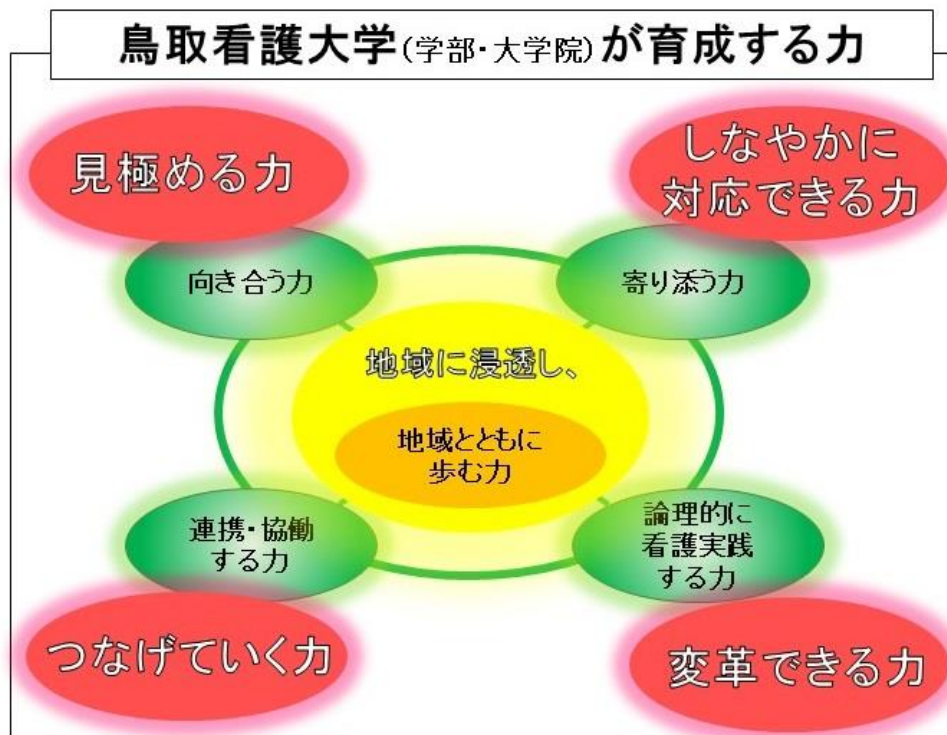 鳥取看護大学(学部・大学院)が育成する力
見極める力
しなやかに
対応できる力
向き合う力
寄り添う力
地域に浸透し、
地域とともに
歩む力
連携・協働
する力
論理的に
看護実践
する力
つなげていく力
変革できる力